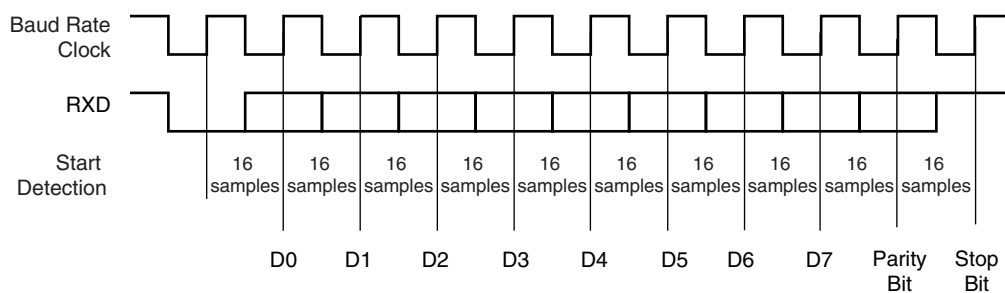 Baud Rate
Clock
RXD
Start
Detection
16 16 16 16 16 16 16 16 16 16
samples samples samples samples samples samples samples samples samples samples
D0 D1 D2 D3 D4 D5 D6 D7 Parity Stop
Bit Bit